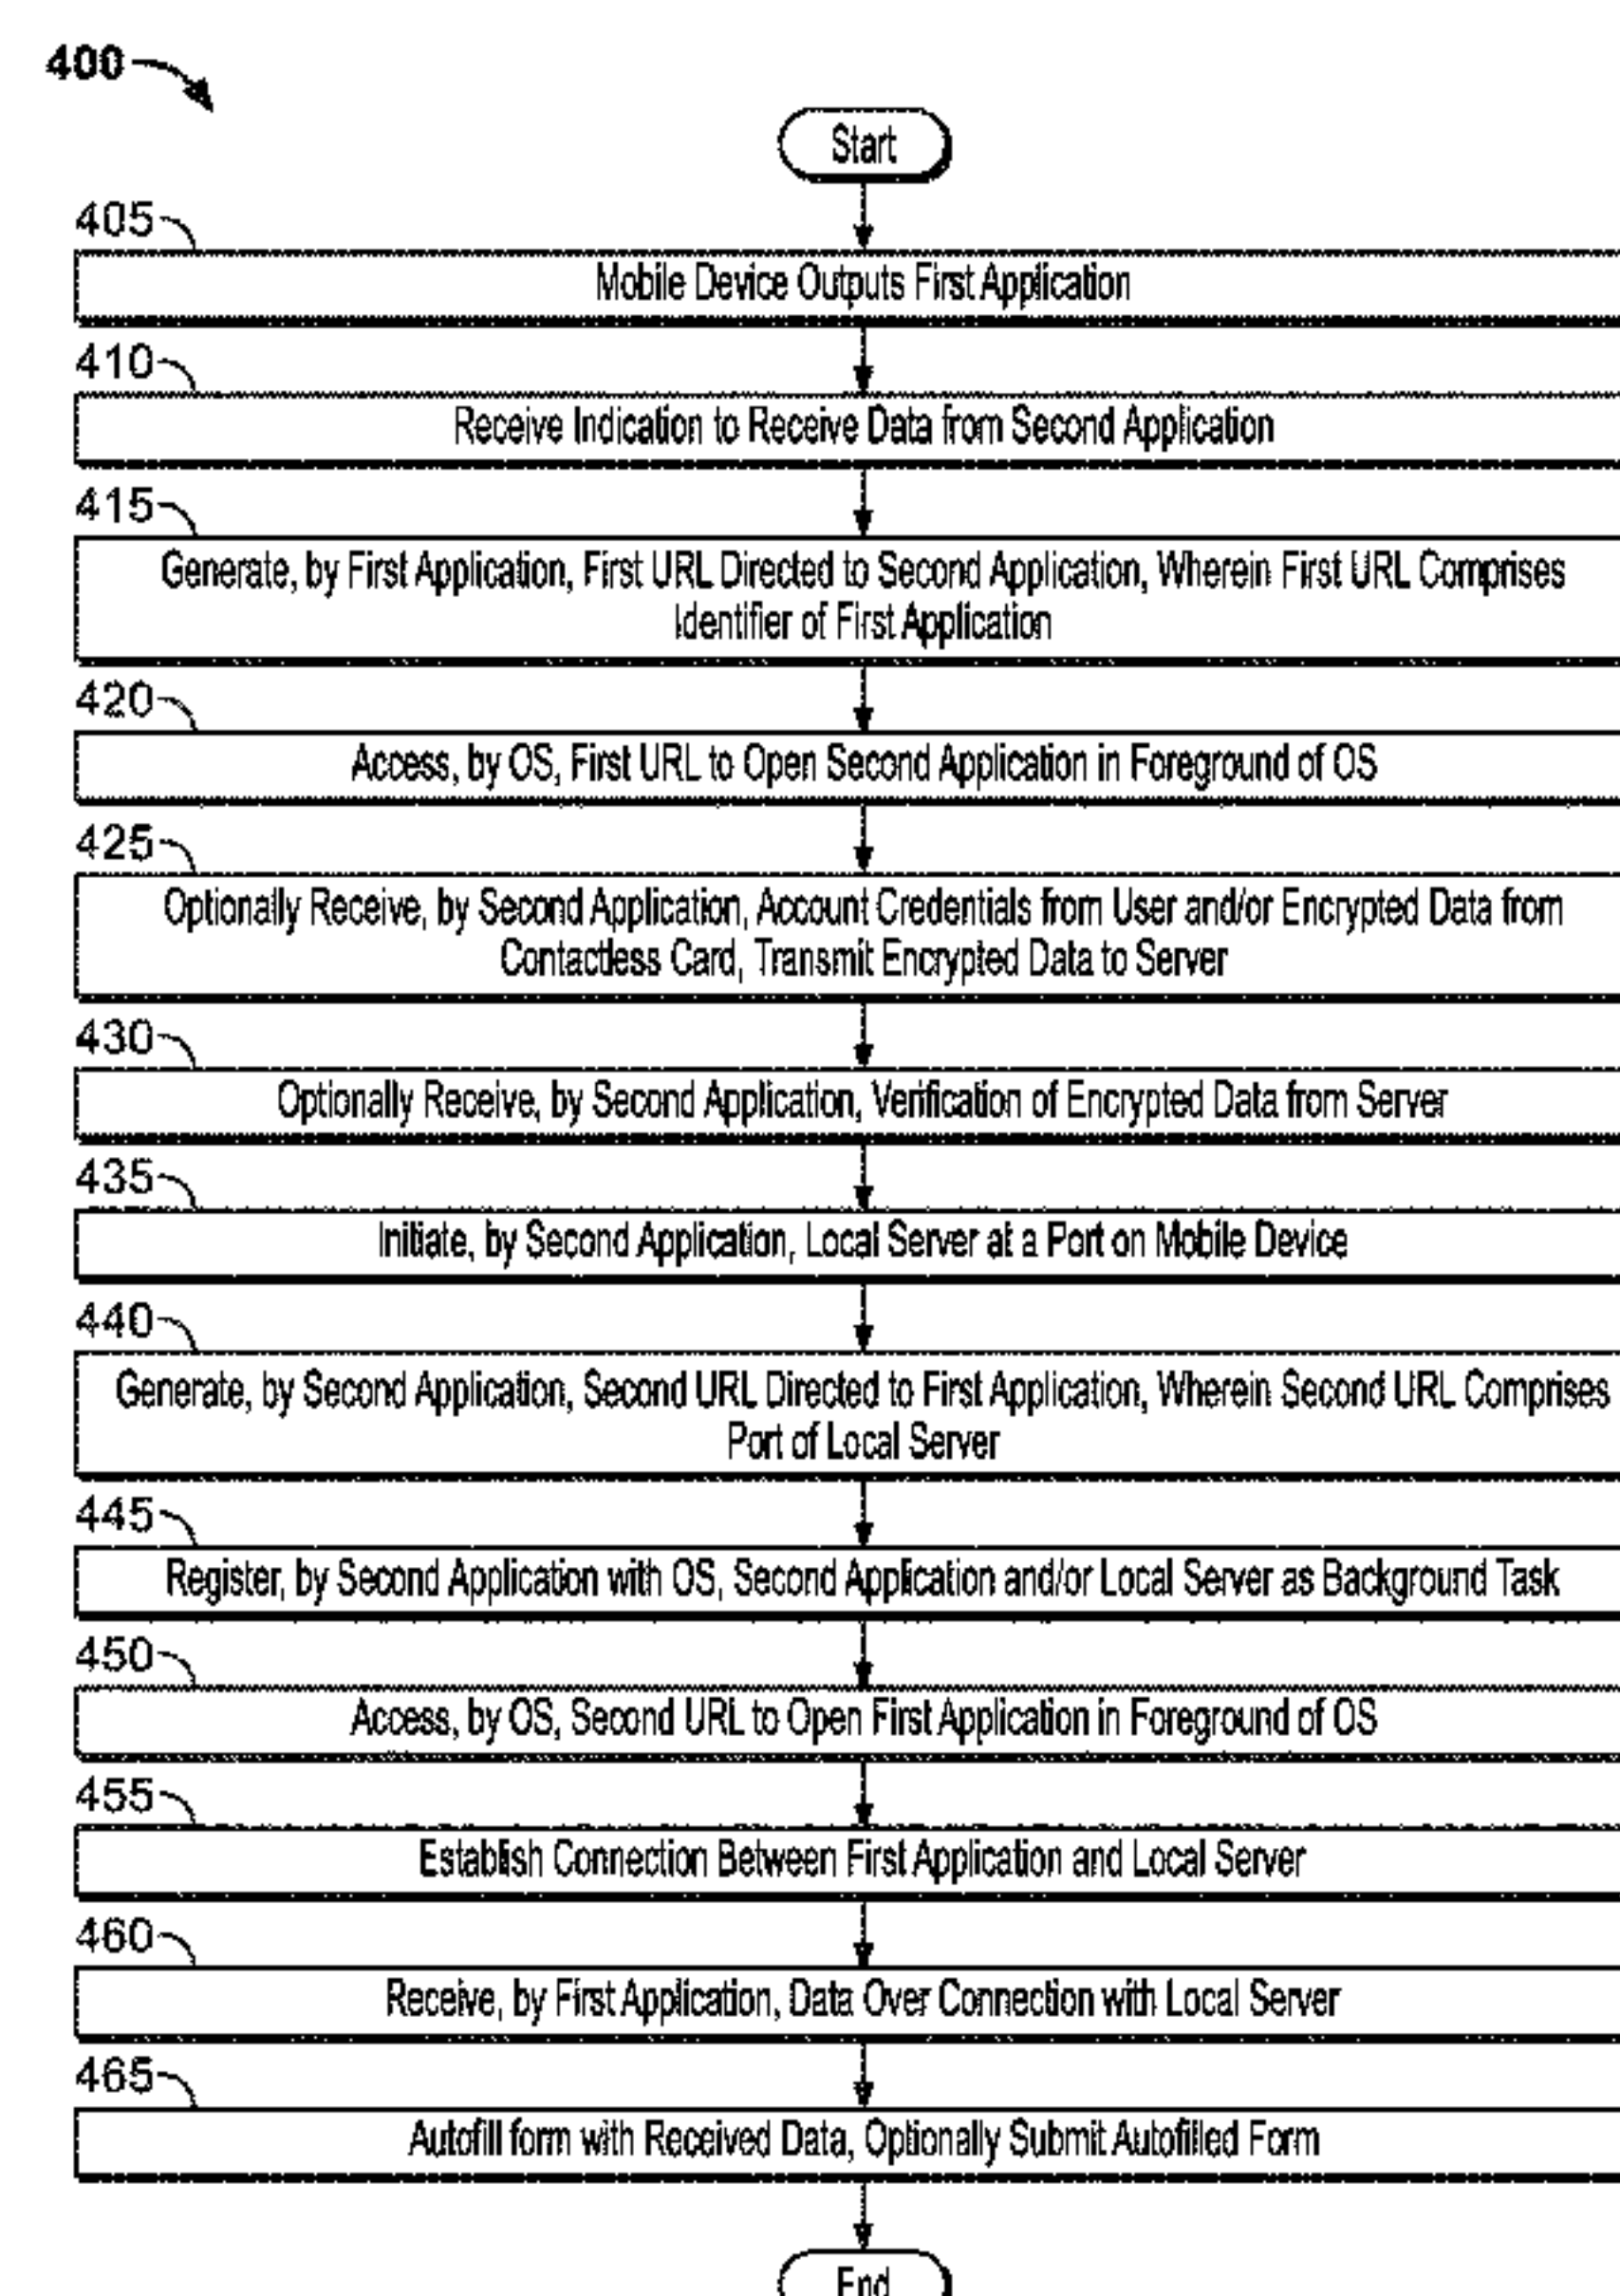 400
Start
405
Mobile Device Outputs First Application
410
Receive Indication to Receive Data from Second Application
415
Generate, by First Application, First URL Directed to Second Application, Wherein First URL Comprises
Identifier of First Application
420
Access, by OS, First URL to Open Second Application in Foreground of OS
425
Optionally Receive, by Second Application, Account Credentials from User and/or Encrypted Data from
Contactless Card, Transmit Encrypted Data to Server
430
Optionally Receive, by Second Application, Verification of Encrypted Data from Server
435
Initiate, by Second Application, Local Server at a Port on Mobile Device
440
Generate, by Second Application, Second URL Directed to First Application, Wherein Second URL Comprises
Port of Local Server
445
Register, by Second Application with OS, Second Application and/or Local Server as Background Task
450
Access, by OS, Second URL to Open First Application in Foreground of OS
455
Establish Connection Between First Application and Local Server
460
Receive, by First Application, Data Over Connection with Local Server
465
Autofill form with Received Data, Optionally Submit Autofilled Form
End